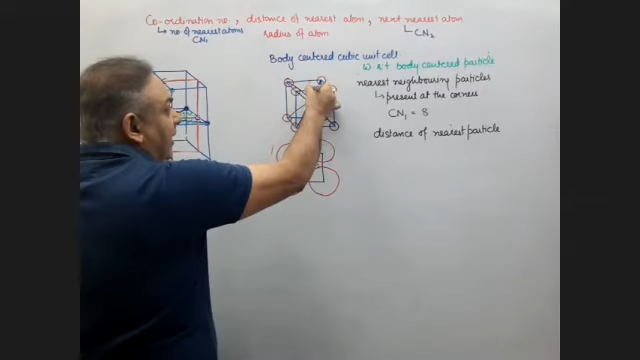 Co-ordination no, distance of nearest atom, next nearest atom
↳ no of nearest atoms radius of atom ↳ CN2
CN1
Body centered cubic unit cell
w.r.t body centered particle
nearest neighbouring particles
↳ present at the corners
CN1 = 8
distance of nearest particle